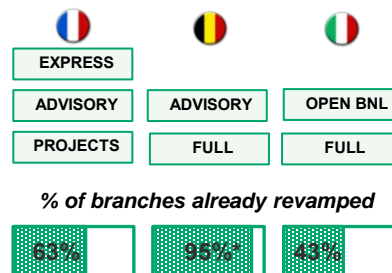 EXPRESS
ADVISORY ADVISORY OPEN BNL
PROJECTS FULL FULL
% of branches already revamped
63% 95%* 43%